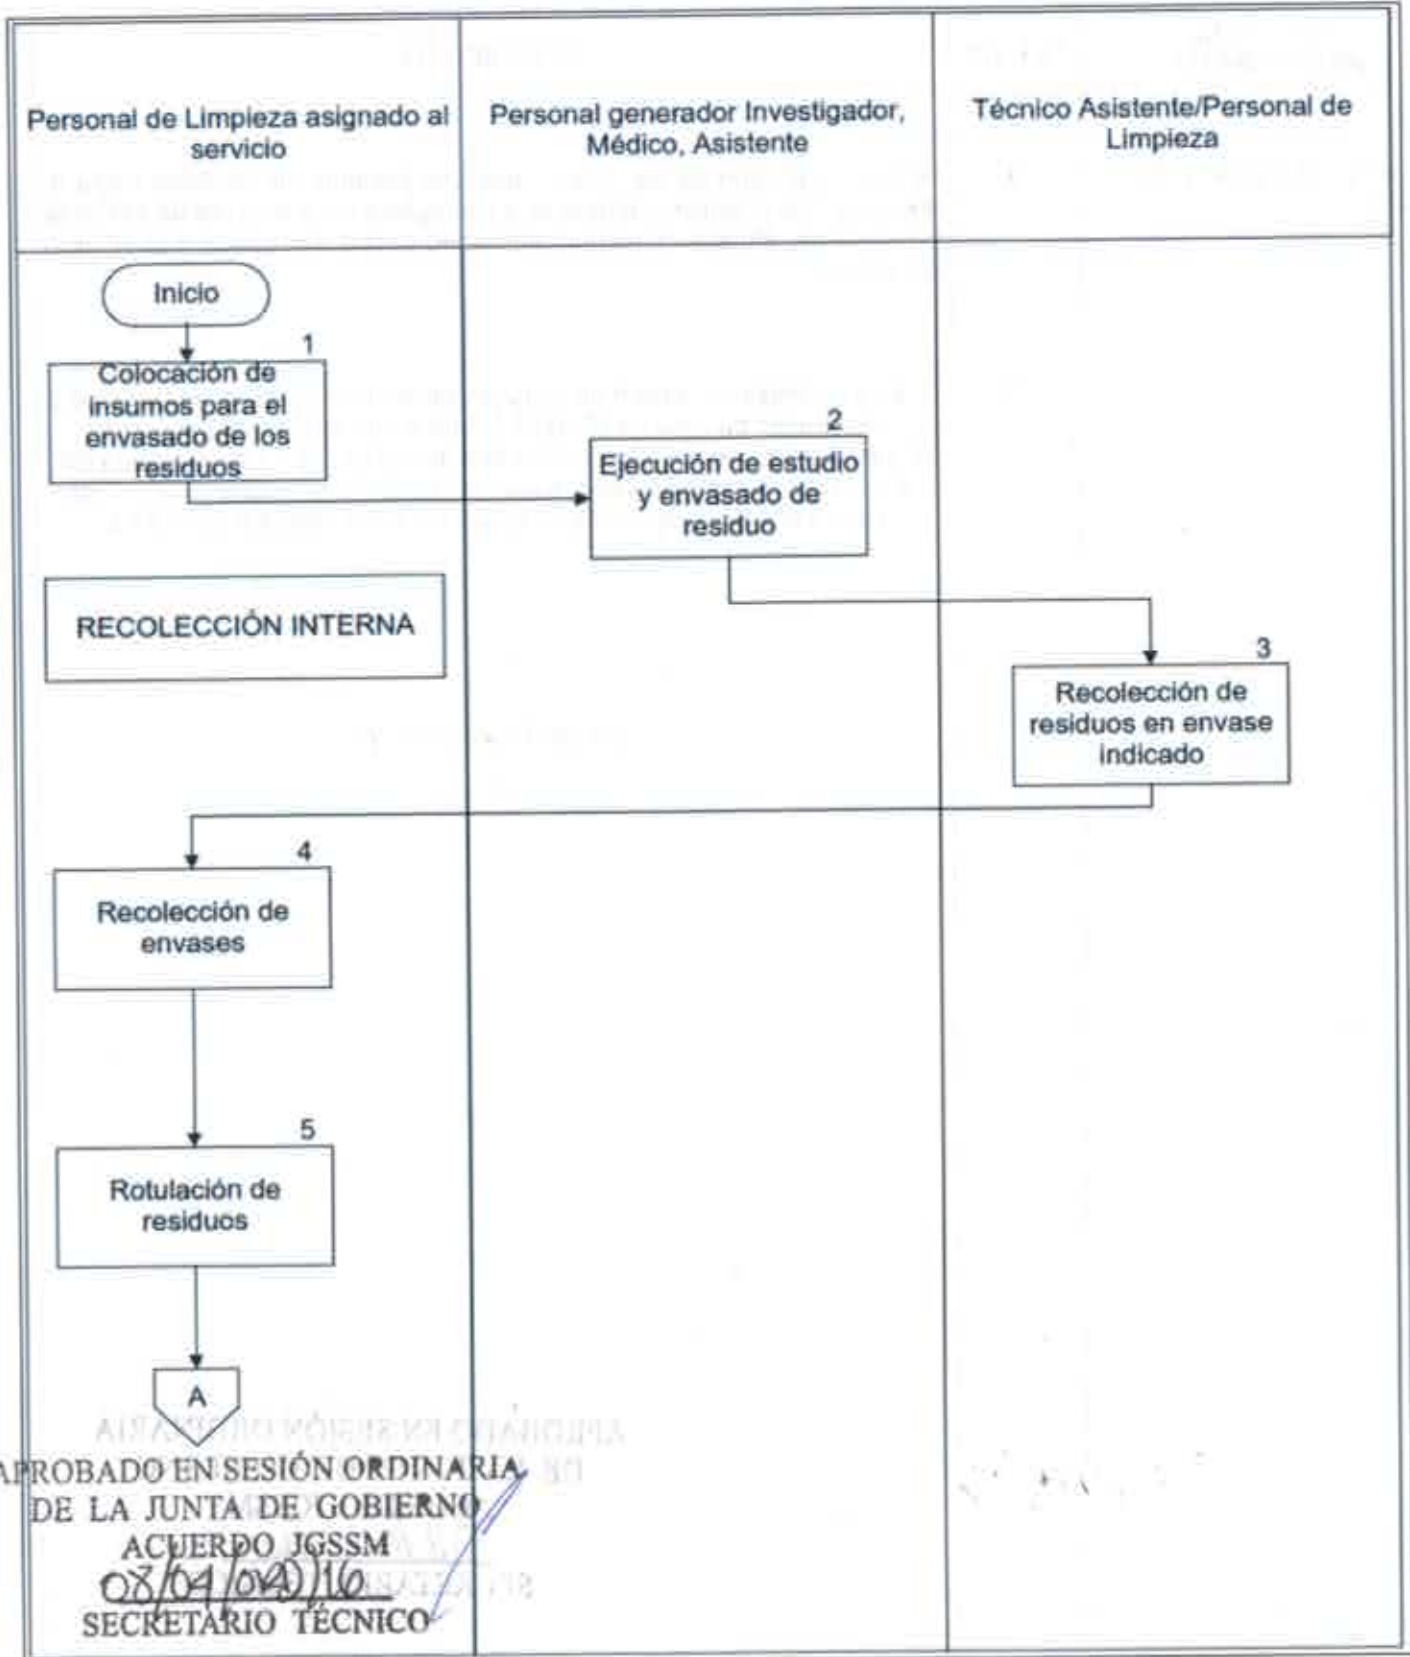 Personal de Limpieza asignado al
servicio
Personal generador Investigador,
Médico, Asistente
Técnico Asistente/Personal de
Limpieza
Inicio
1
Colocación de
insumos para el
envasado de los
residuos
2
Ejecución de estudio
y envasado de
residuo
RECOLECCIÓN INTERNA
3
Recolección de
residuos en envase
indicado
4
Recolección de
envases
5
Rotulación de
residuos
A
APROBADO EN SESIÓN ORDINARIA
DE LA JUNTA DE GOBIERNO
ACUERDO JGSSM
SECRETARIO TÉCNICO